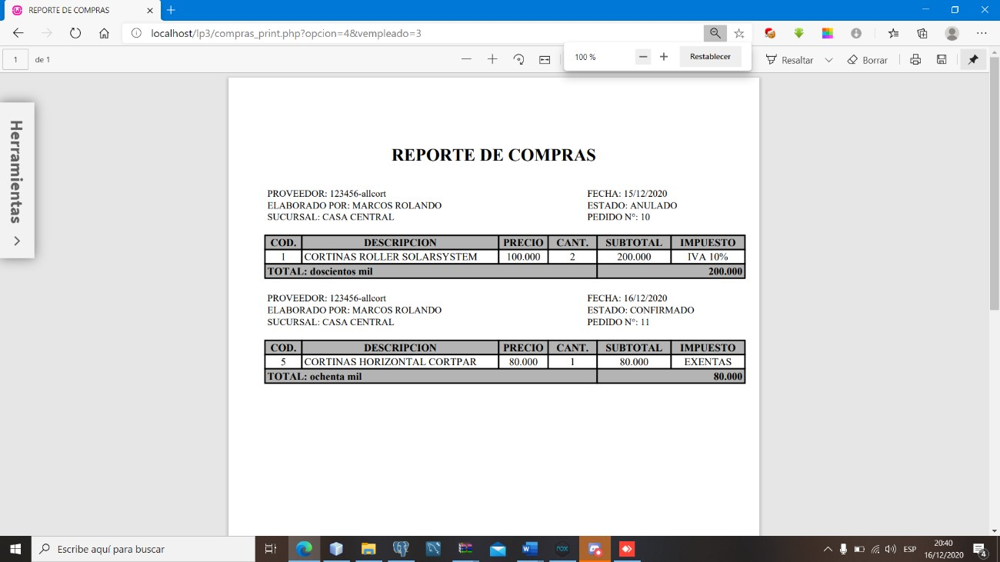 REPORTE DE COMPRAS
localhost/lp3/compras_print.php?opcion=4&vempleado=3
1 de 1
100 %
Restablecer
Resaltar
Borrar
Herramientas
REPORTE DE COMPRAS
PROVEEDOR: 123456-allcort FECHA: 15/12/2020
ELABORADO POR: MARCOS ROLANDO ESTADO: ANULADO
SUCURSAL: CASA CENTRAL PEDIDO N°: 10
COD. DESCRIPCION PRECIO CANT. SUBTOTAL IMPUESTO
1 CORTINAS ROLLER SOLARSYSTEM 100.000 2 200.000 IVA 10%
TOTAL: doscientos mil 200.000
PROVEEDOR: 123456-allcort FECHA: 16/12/2020
ELABORADO POR: MARCOS ROLANDO ESTADO: CONFIRMADO
SUCURSAL: CASA CENTRAL PEDIDO N°: 11
COD. DESCRIPCION PRECIO CANT. SUBTOTAL IMPUESTO
5 CORTINAS HORIZONTAL CORTPAR 80.000 1 80.000 EXENTAS
TOTAL: ochenta mil 80.000
Escribe aquí para buscar
nox
ESP
20:40
16/12/2020
4